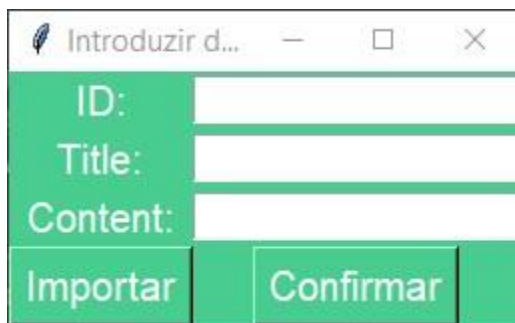 Introduzir d...
ID:
Title:
Content:
Importar Confirmar